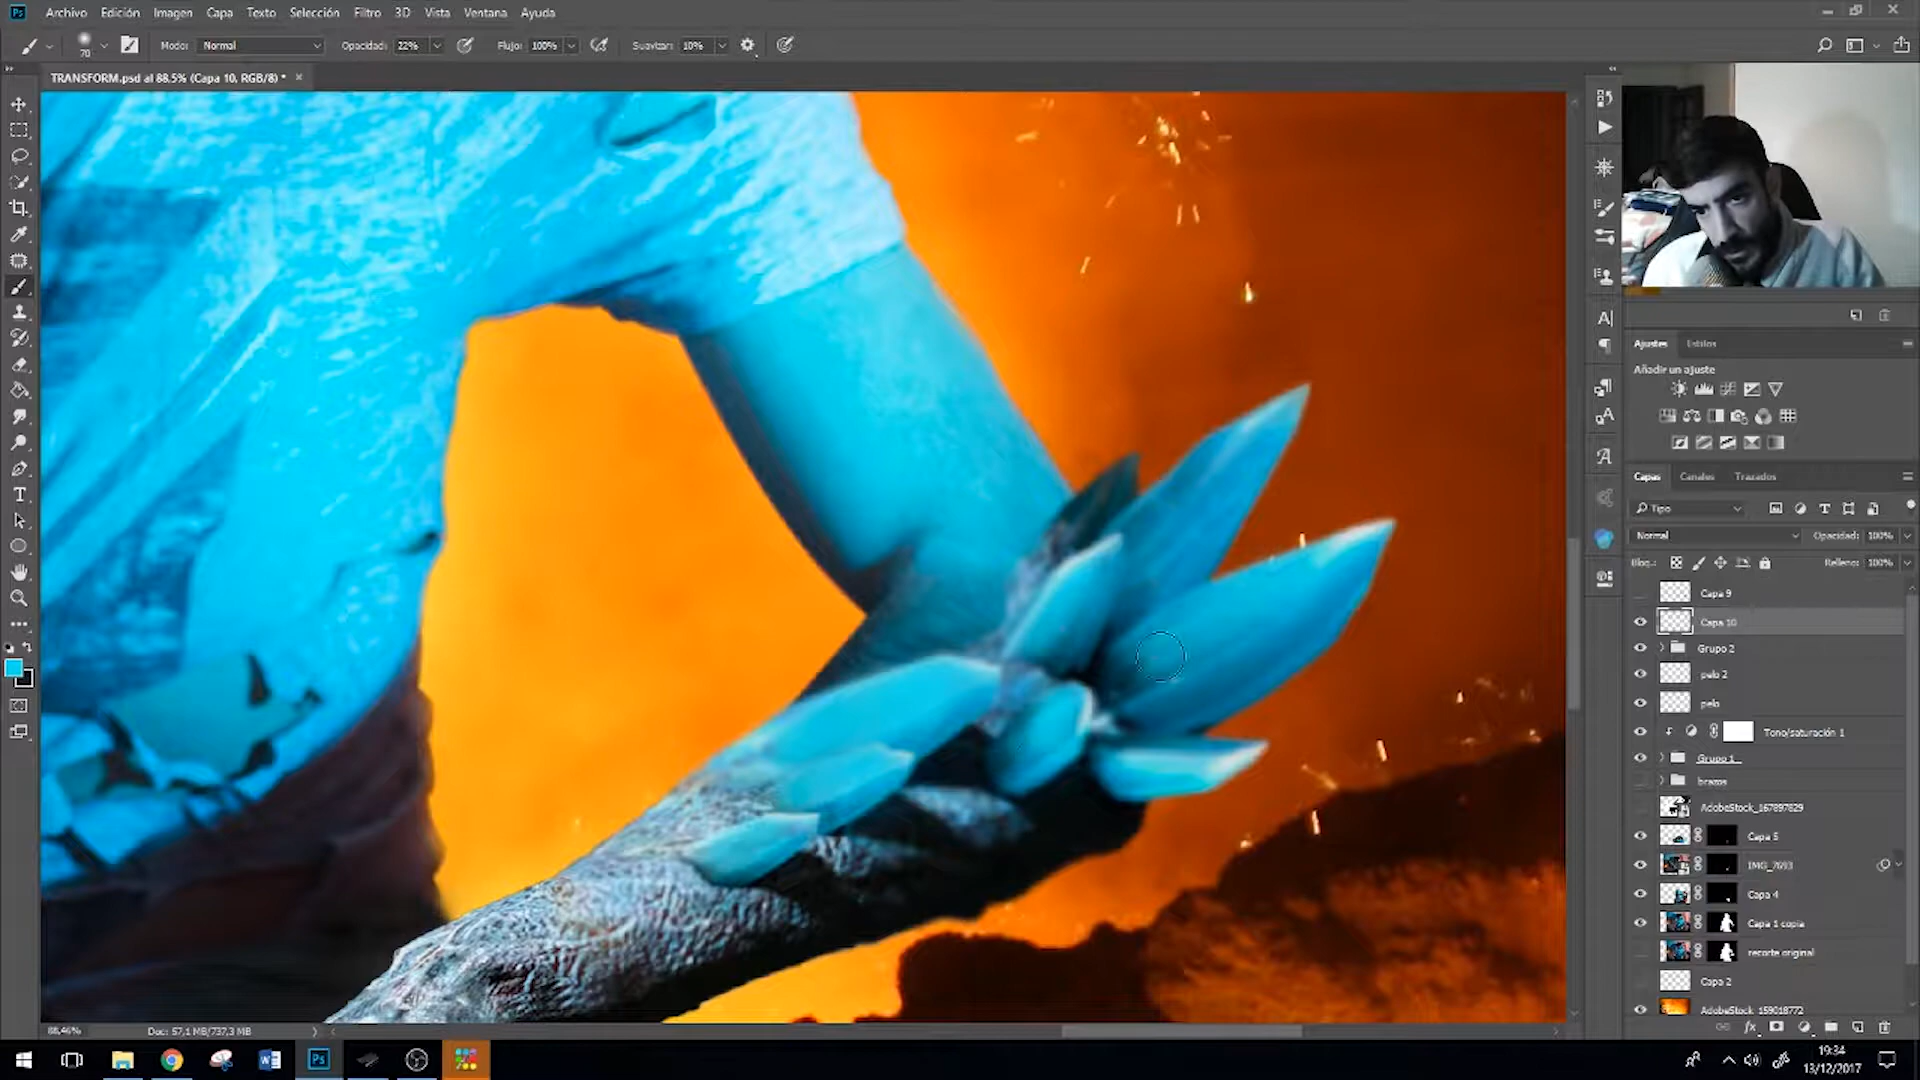 Ps Archivo Edición Imagen Capa Texto Selección Filtro 3D Vista Ventana Ayuda
70 Modo: Normal Opacidad: 22% Flujo: 100% Suavizar: 10%
TRANSFORM.psd al 88.5% (Capa 10, RGB/8) * ×
Ajustes Estilos
Añadir un ajuste
Capas Canales Trazados
Tipo
Normal Opacidad: 100%
Bloq.: Relleno: 100%
Capa 9
Capa 10
Grupo 2
pelo 2
pelo
Tono/saturación 1
Grupo 1
brazos
AdobeStock_167897829
Capa 5
IMG_7693
Capa 4
Capa 1 copia
recorte original
Capa 2
AdobeStock_159018772
88.46% Doc: 57,1 MB/737,3 MB
Ps
19:34
13/12/2017